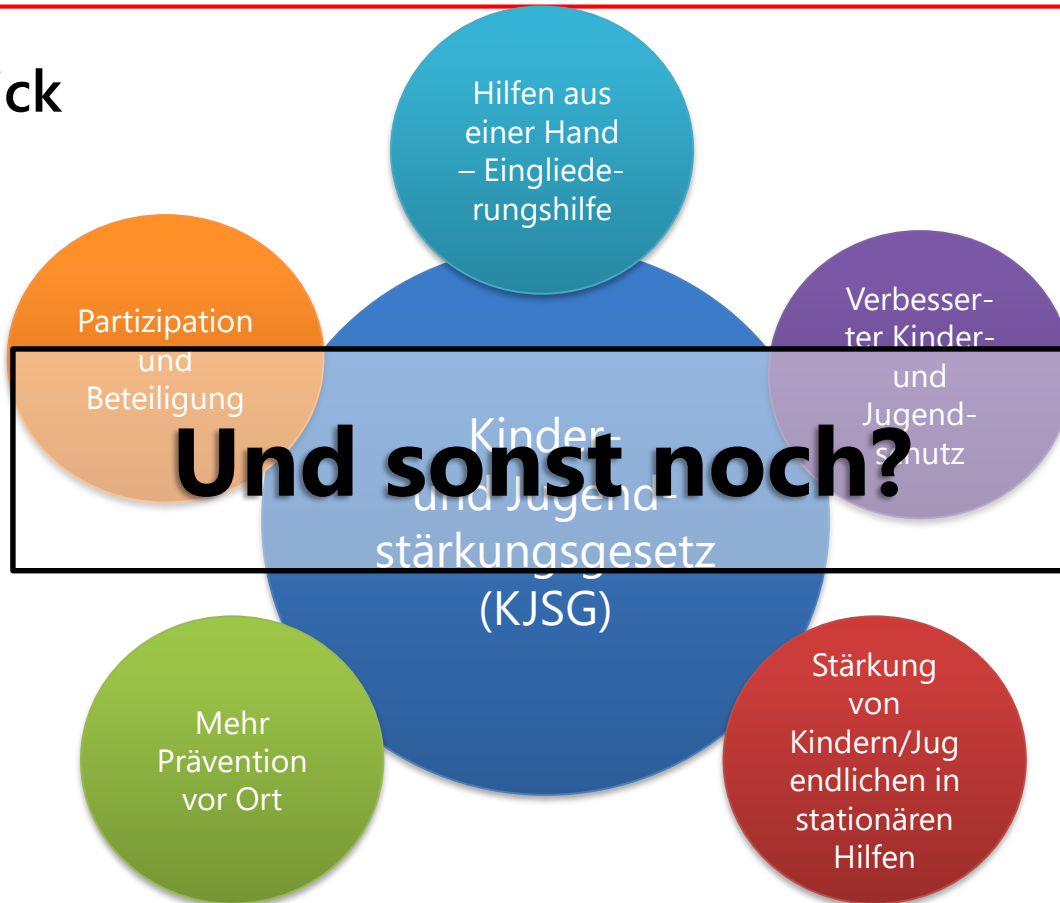 ick
Hilfen aus
einer Hand
– Eingliede-
rungshilfe
Partizipation
und
Beteiligung
Verbesser-
ter Kinder-
und
Jugend-
schutz
Und sonst noch?
Kinder-
und Jugend-
stärkungsgesetz
(KJSG)
Mehr
Prävention
vor Ort
Stärkung
von
Kindern/Jug
endlichen in
stationären
Hilfen